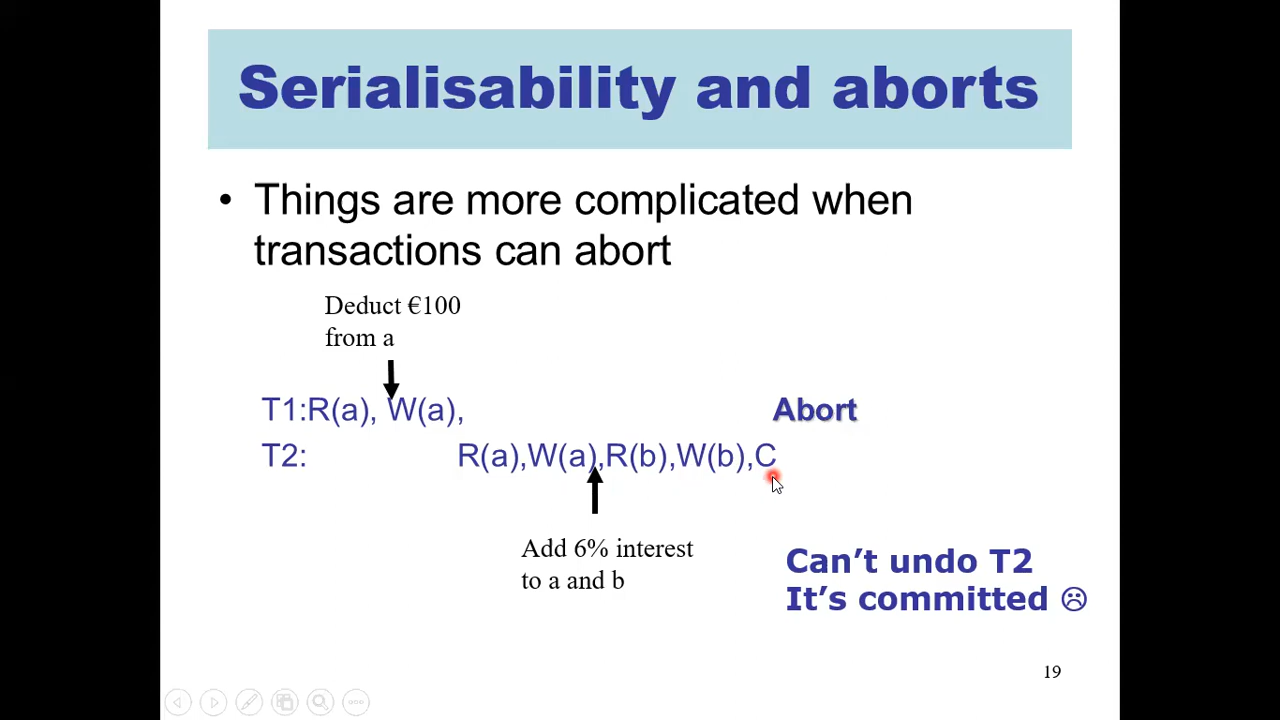 Serialisability and aborts
• Things are more complicated when
transactions can abort
Deduct €100
from a
T1:R(a), W(a), Abort
T2: R(a),W(a),R(b),W(b),C
Add 6% interest
to a and b
Can’t undo T2
It’s committed ☹
19